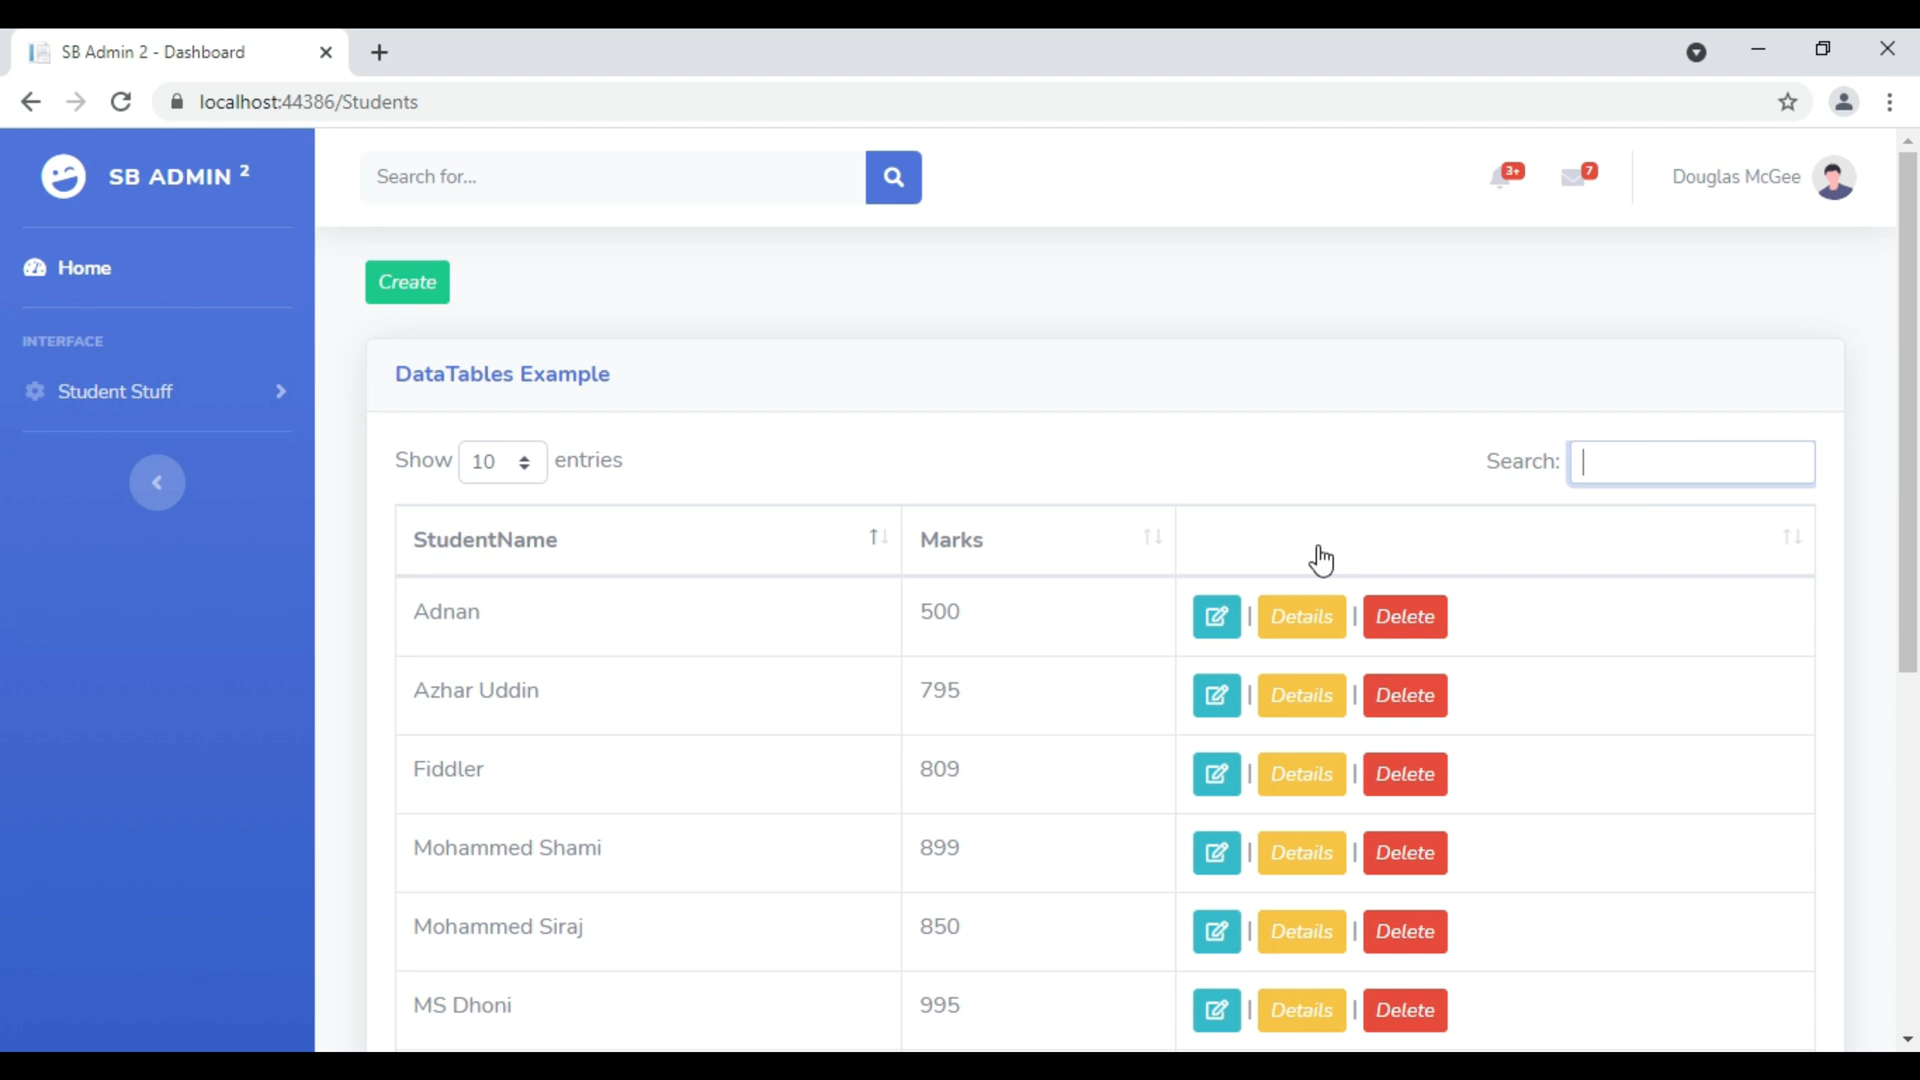 SB Admin 2 - Dashboard
localhost:44386/Students
SB ADMIN 2
Search for...
3+
7
Douglas McGee
Home
Create
INTERFACE
DataTables Example
Student Stuff
Show 10 entries
Search:
StudentName Marks
Adnan 500 | Details | Delete
Azhar Uddin 795 | Details | Delete
Fiddler 809 | Details | Delete
Mohammed Shami 899 | Details | Delete
Mohammed Siraj 850 | Details | Delete
MS Dhoni 995 | Details | Delete